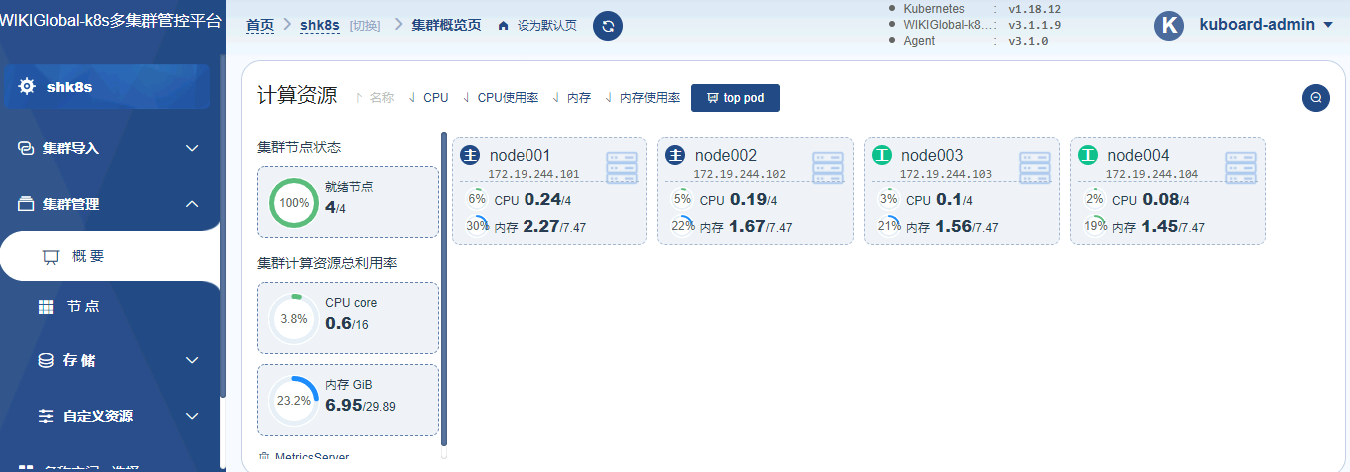 WIKIGlobal-k8s多集群管控平台
shk8s
集群导入
集群管理
概 要
节 点
存 储
自定义资源
首页 > shk8s [切换] > 集群概览页 设为默认页
Kubernetes : v1.18.12
WIKIGlobal-k8... : v3.1.1.9
Agent : v3.1.0
K kuboard-admin
计算资源 ↑ 名称 ↓ CPU ↓ CPU使用率 ↓ 内存 ↓ 内存使用率 top pod
集群节点状态
100% 就绪节点
4/4
集群计算资源总利用率
3.8% CPU core
0.6/16
23.2% 内存 GiB
6.95/29.89
MetricsServer
主 node001
172.19.244.101
6% CPU 0.24/4
30% 内存 2.27/7.47
主 node002
172.19.244.102
5% CPU 0.19/4
22% 内存 1.67/7.47
工 node003
172.19.244.103
3% CPU 0.1/4
21% 内存 1.56/7.47
工 node004
172.19.244.104
2% CPU 0.08/4
19% 内存 1.45/7.47